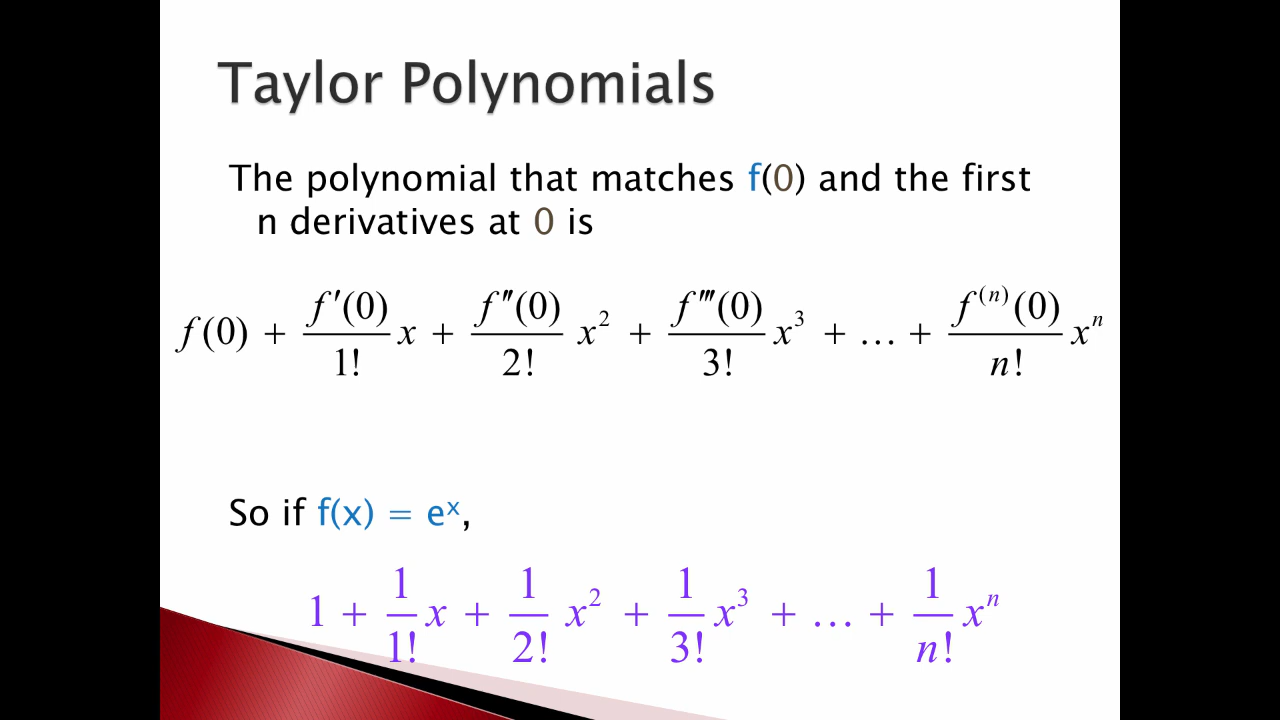 Taylor Polynomials
The polynomial that matches f(0) and the first
n derivatives at 0 is
f(0) + f′(0)/1! x + f″(0)/2! x² + f‴(0)/3! x³ + … + f⁽ⁿ⁾(0)/n! xⁿ
So if f(x) = eˣ,
1 + 1/1! x + 1/2! x² + 1/3! x³ + … + 1/n! xⁿ